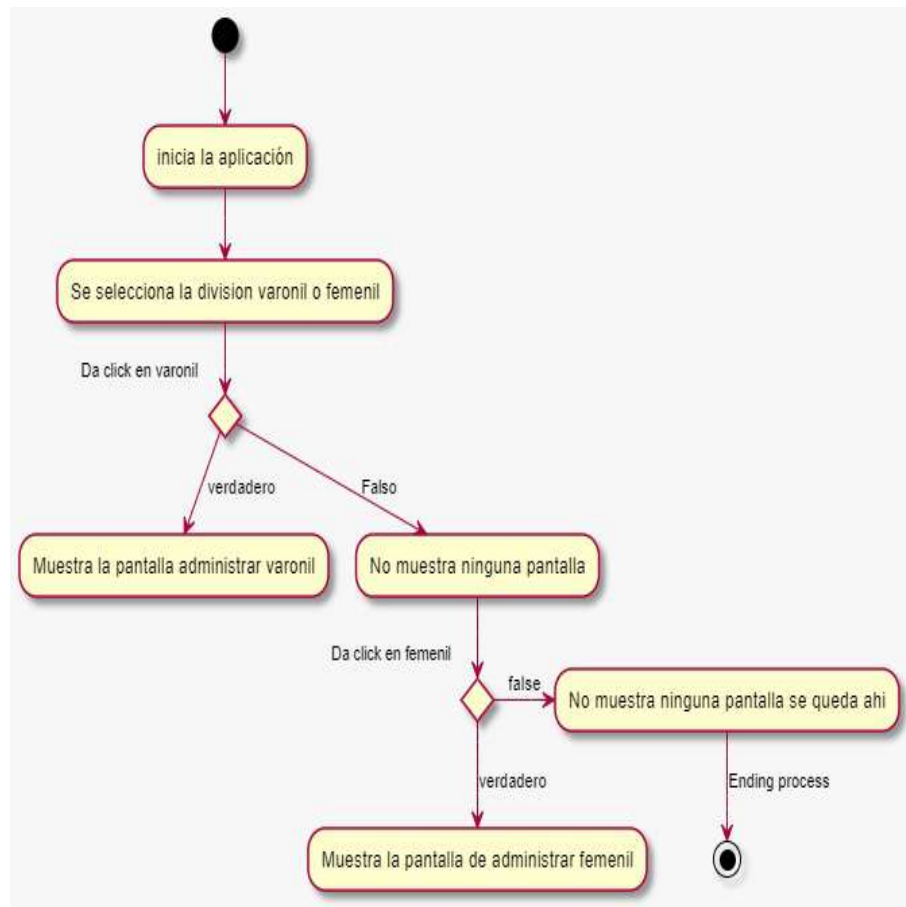 inicia la aplicación
Se selecciona la division varonil o femenil
Da click en varonil
verdadero
Falso
Muestra la pantalla administrar varonil
No muestra ninguna pantalla
Da click en femenil
false
No muestra ninguna pantalla se queda ahi
verdadero
Ending process
Muestra la pantalla de administrar femenil